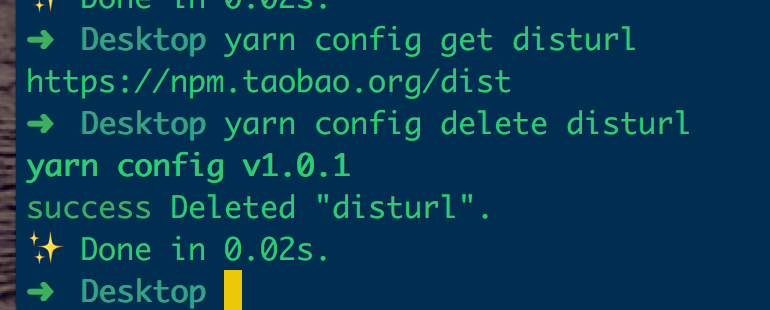 ✨ Done in 0.02s.
➜ Desktop yarn config get disturl
https://npm.taobao.org/dist
➜ Desktop yarn config delete disturl
yarn config v1.0.1
success Deleted "disturl".
✨ Done in 0.02s.
➜ Desktop